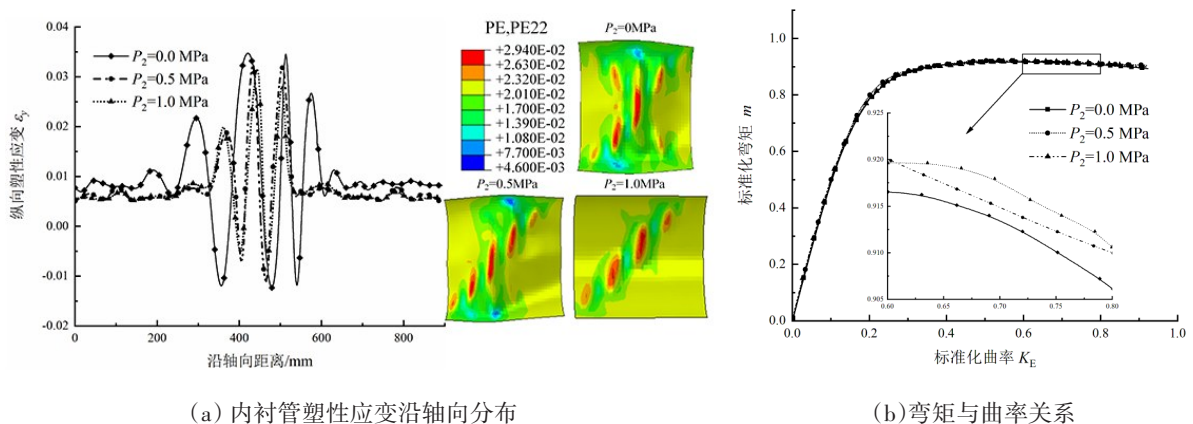 0.04
0.03
0.02
0.01
0.00
-0.01
-0.02
纵向塑性应变 εy
P2=0.0 MPa
P2=0.5 MPa
P2=1.0 MPa
0 200 400 600 800
沿轴向距离/mm
PE,PE22
+2.940E-02
+2.630E-02
+2.320E-02
+2.010E-02
+1.700E-02
+1.390E-02
+1.080E-02
+7.700E-03
+4.600E-03
P2=0MPa
P2=0.5MPa
P2=1.0MPa
(a) 内衬管塑性应变沿轴向分布
1.0
0.8
0.6
0.4
0.2
0.0
标准化弯矩 m
P2=0.0 MPa
P2=0.5 MPa
P2=1.0 MPa
0.925
0.920
0.915
0.910
0.905
0.60 0.65 0.70 0.75 0.80
0.0 0.2 0.4 0.6 0.8 1.0
标准化曲率 KE
(b)弯矩与曲率关系